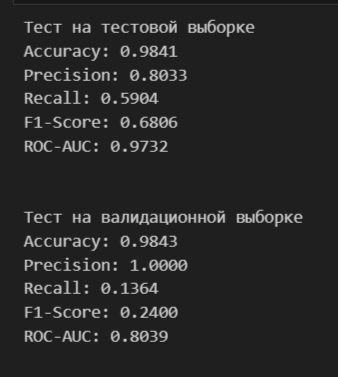 Тест на тестовой выборке
Accuracy: 0.9841
Precision: 0.8033
Recall: 0.5904
F1-Score: 0.6806
ROC-AUC: 0.9732
Тест на валидационной выборке
Accuracy: 0.9843
Precision: 1.0000
Recall: 0.1364
F1-Score: 0.2400
ROC-AUC: 0.8039